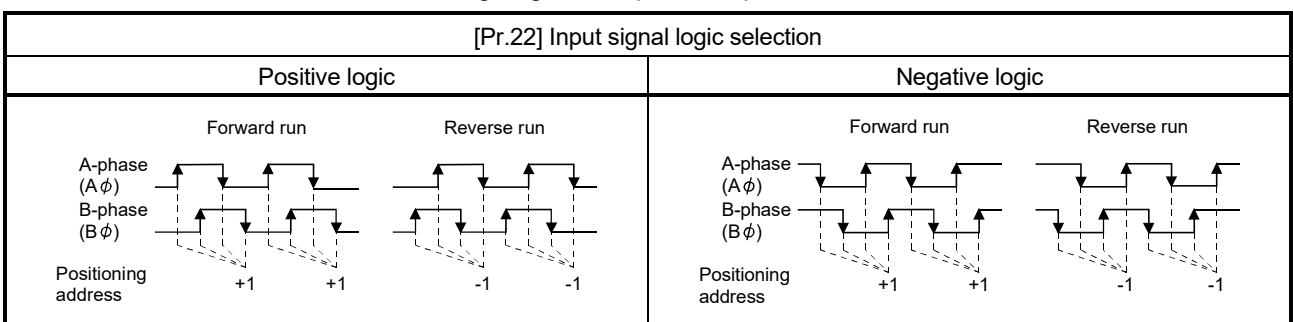 [Pr.22] Input signal logic selection
Positive logic
Negative logic
Forward run
Reverse run
A-phase
(Aϕ)
B-phase
(Bϕ)
Positioning
address
+1
+1
-1
-1
Forward run
Reverse run
A-phase
(Aϕ)
B-phase
(Bϕ)
Positioning
address
+1
+1
-1
-1